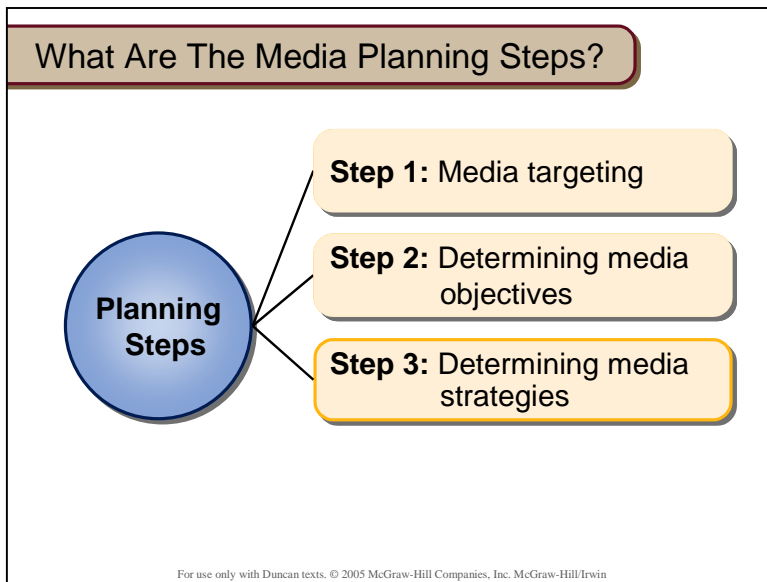 What Are The Media Planning Steps?
Step 1: Media targeting
Step 2: Determining media
objectives
Planning
Steps
Step 3: Determining media
strategies
For use only with Duncan texts. © 2005 McGraw-Hill Companies, Inc. McGraw-Hill/Irwin